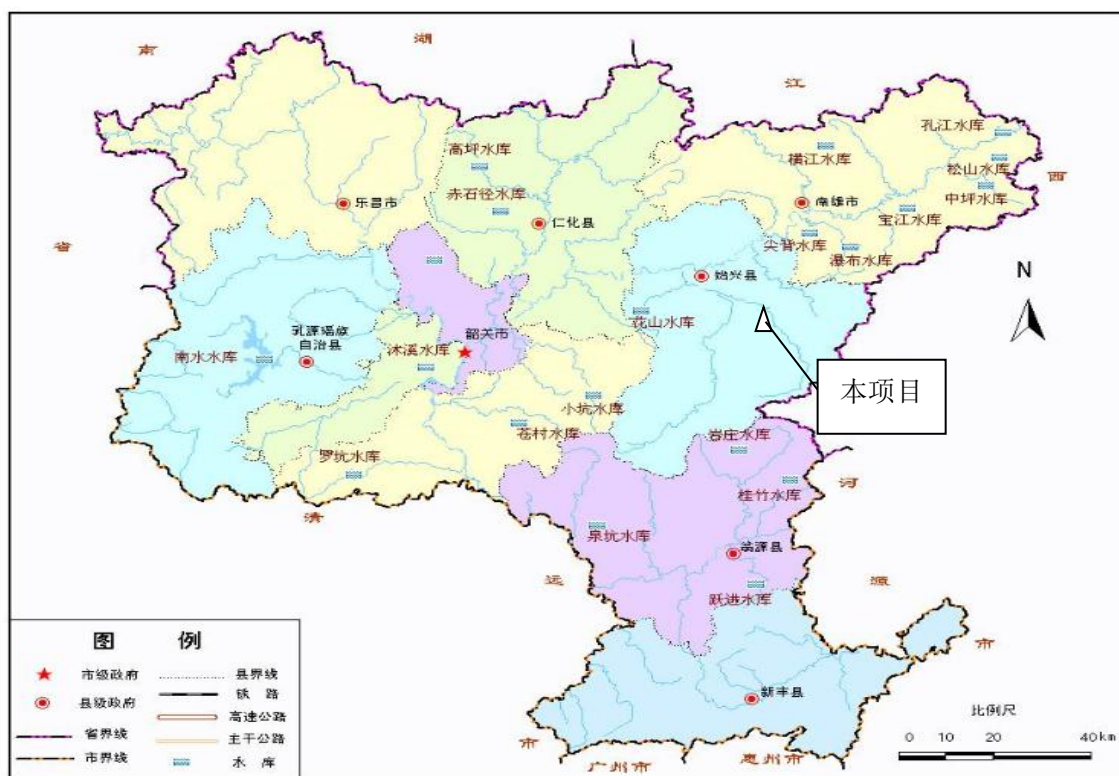 湖
南
江
孔江水库
高坪水库
横江水库
松山水库
西
赤石径水库
中坪水库
乐昌市
南雄市
宝江水库
仁化县
省
尖背水库
瀑布水库
始兴县
N
花山水库
韶关市
乳源瑶族
自治县
沐溪水库
南水水库
本项目
小坑水库
苍村水库
岩庄水库
罗坑水库
河
桂竹水库
清
泉坑水库
翁源县
远
源
跃进水库
图 例
市
市级政府
县界线
铁 路
新丰县
县级政府
高速公路
比例尺
省界线
主干公路
市
0 10 20 40km
市界线
水 库
广州市
惠州市